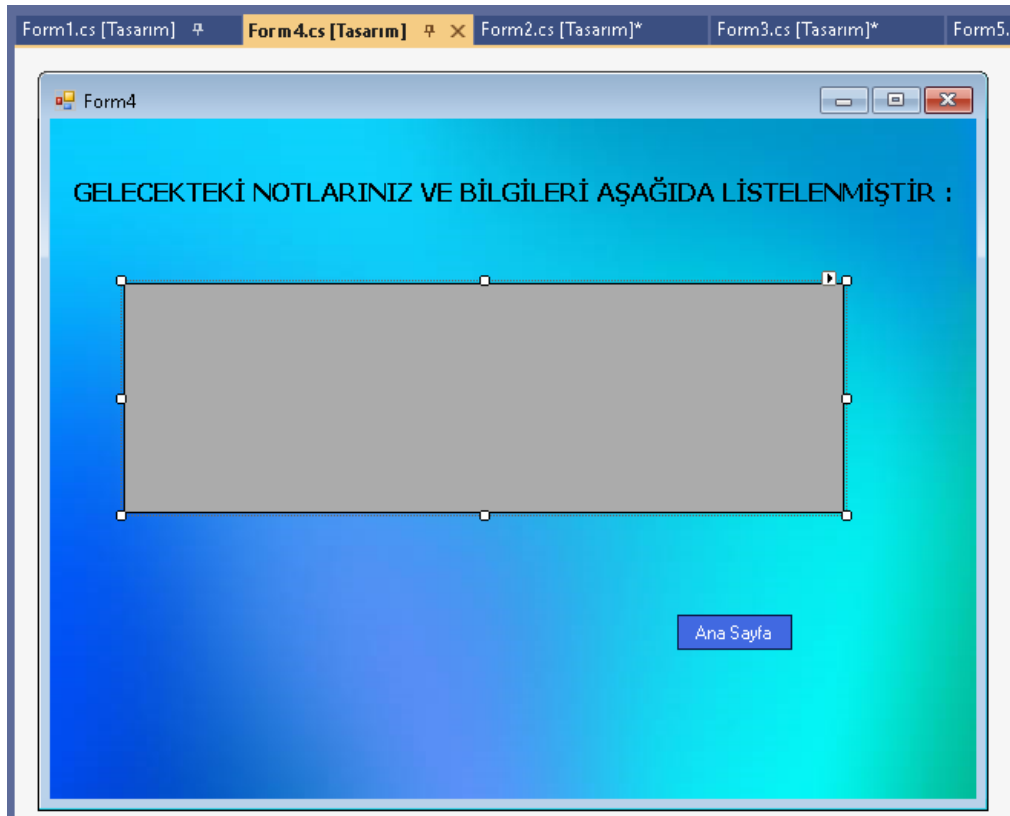 Form1.cs [Tasarım] Form4.cs [Tasarım] Form2.cs [Tasarım]* Form3.cs [Tasarım]* Form5.
Form4
GELECEKTEKİ NOTLARINIZ VE BİLGİLERİ AŞAĞIDA LİSTELENMİŞTİR :
Ana Sayfa